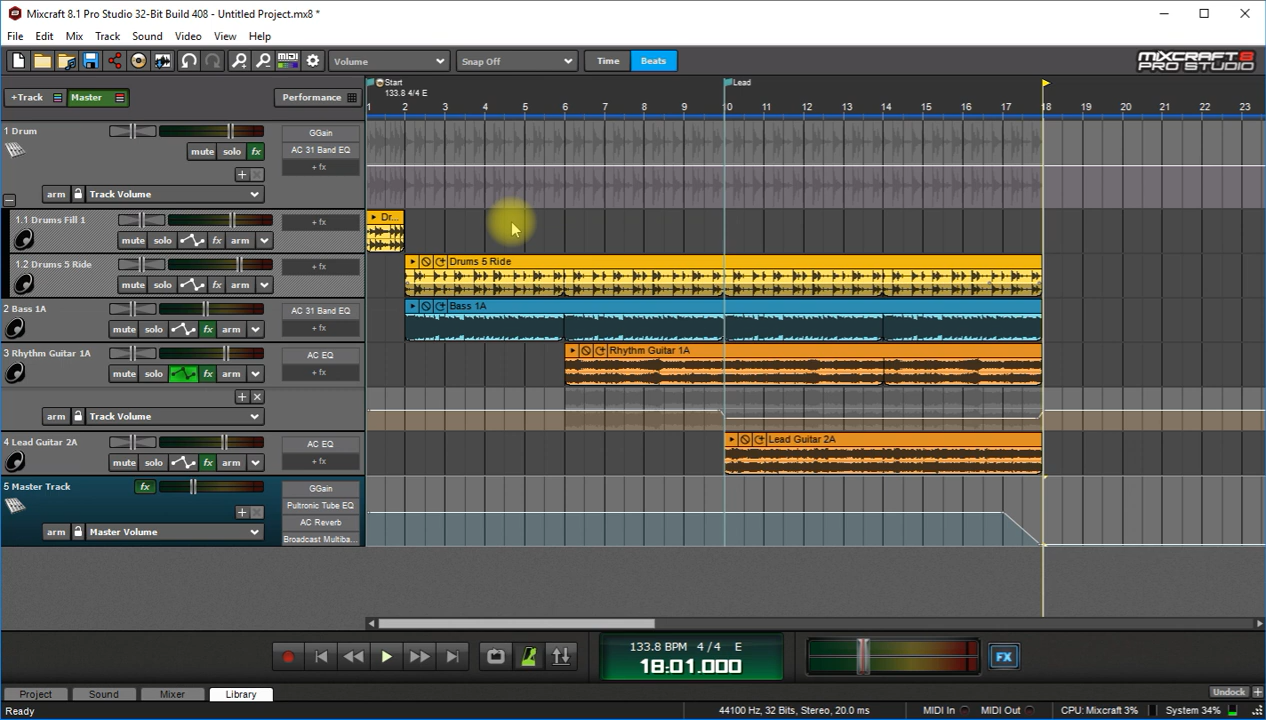 Mixcraft 8.1 Pro Studio 32-Bit Build 408 - Untitled Project.mx8 *
File Edit Mix Track Sound Video View Help
midi Volume Snap Off Time Beats MIXCRAFT 8 PRO STUDIO
Start Lead
133.8 4/4 E
+Track Master Performance
1 2 3 4 5 6 7 8 9 10 11 12 13 14 15 16 17 18 19 20 21 22 23
1 Drum GGain
mute solo fx AC 31 Band EQ
+ fx
arm Track Volume
1.1 Drums Fill 1 + fx Dr...
mute solo fx arm
1.2 Drums 5 Ride + fx Drums 5 Ride
mute solo fx arm
2 Bass 1A AC 31 Band EQ Bass 1A
mute solo fx arm + fx
3 Rhythm Guitar 1A AC EQ Rhythm Guitar 1A
mute solo fx arm + fx
arm Track Volume
4 Lead Guitar 2A AC EQ Lead Guitar 2A
mute solo fx arm + fx
5 Master Track fx GGain
Pultronic Tube EQ
AC Reverb
arm Master Volume
Broadcast Multiba...
133.8 BPM 4/4 E
18:01.000
FX
Project Sound Mixer Library Undock
Ready 44100 Hz, 32 Bits, Stereo, 20.0 ms MIDI In MIDI Out CPU: Mixcraft 3% System 34%